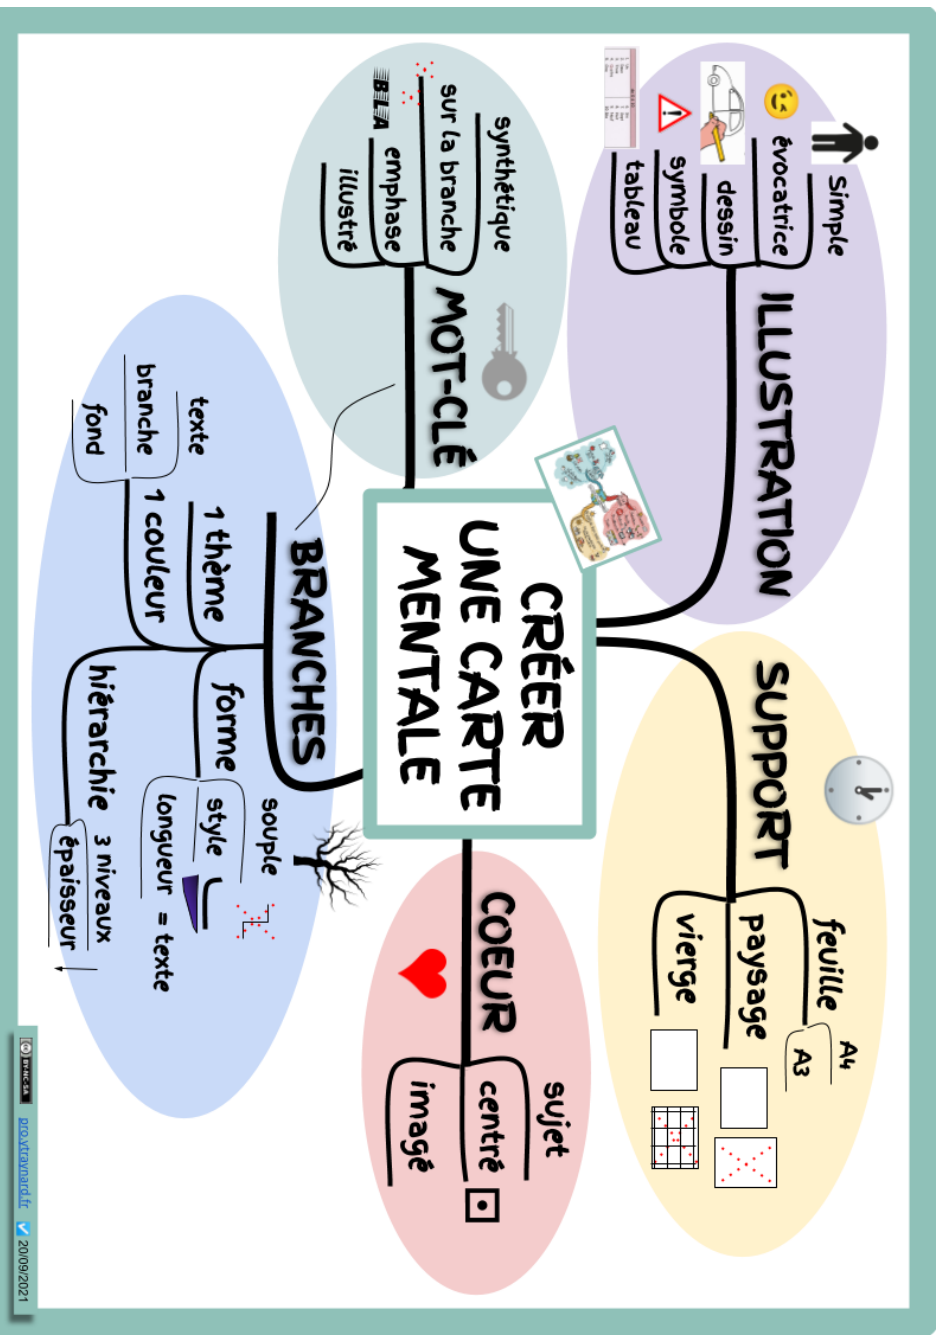 CRÉER
UNE CARTE
MENTALE
ILLUSTRATION
Simple
évocatrice
dessin
symbole
tableau
SUPPORT
feuille
A4
A3
paysage
vierge
MOT-CLÉ
synthétique
sur la branche
emphase
BLA
illustré
COEUR
sujet
centré
imagé
BRANCHES
1 thème
1 couleur
texte
branche
fond
forme
souple
style
longueur = texte
hiérarchie
3 niveaux
épaisseur
BY-NC-SA
pro.ytraynard.fr
20/09/2021